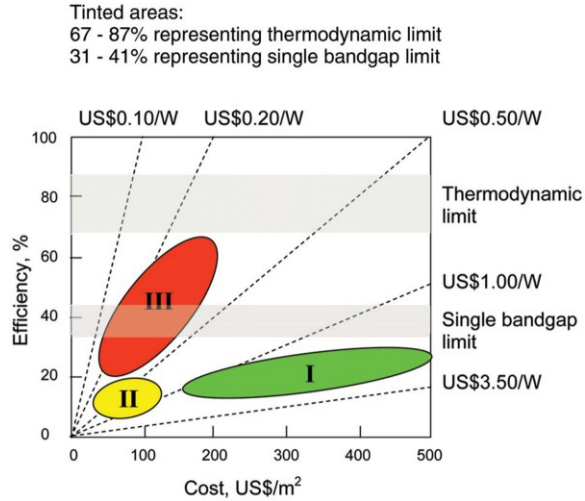 Tinted areas:
67 - 87% representing thermodynamic limit
31 - 41% representing single bandgap limit
US$0.10/W US$0.20/W US$0.50/W
100
80
60
40
20
0
Efficiency, %
Thermodynamic
limit
US$1.00/W
Single bandgap
limit
US$3.50/W
III
II
I
0 100 200 300 400 500
Cost, US$/m²